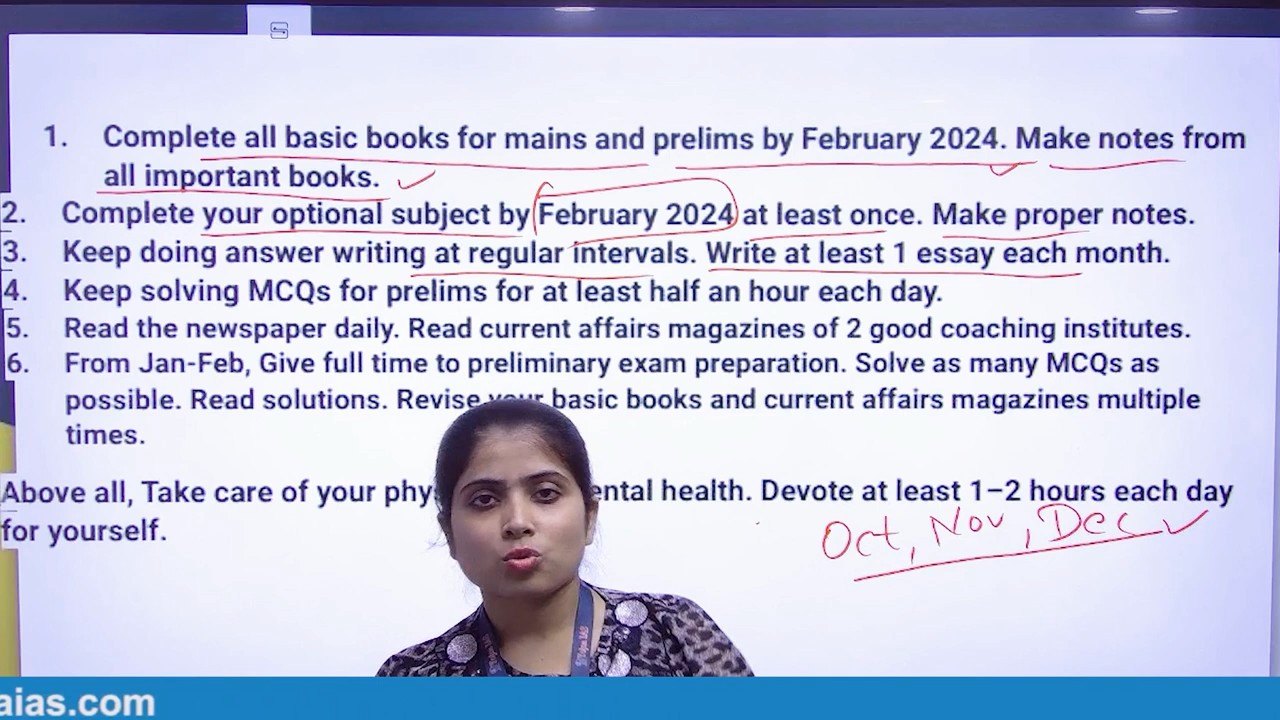 1. Complete all basic books for mains and prelims by February 2024. Make notes from
all important books.
2. Complete your optional subject by February 2024 at least once. Make proper notes.
3. Keep doing answer writing at regular intervals. Write at least 1 essay each month.
4. Keep solving MCQs for prelims for at least half an hour each day.
5. Read the newspaper daily. Read current affairs magazines of 2 good coaching institutes.
6. From Jan-Feb, Give full time to preliminary exam preparation. Solve as many MCQs as
possible. Read solutions. Revise your basic books and current affairs magazines multiple
times.
Above all, Take care of your phy ental health. Devote at least 1–2 hours each day
for yourself.
Oct, Nov, Dec
aias.com